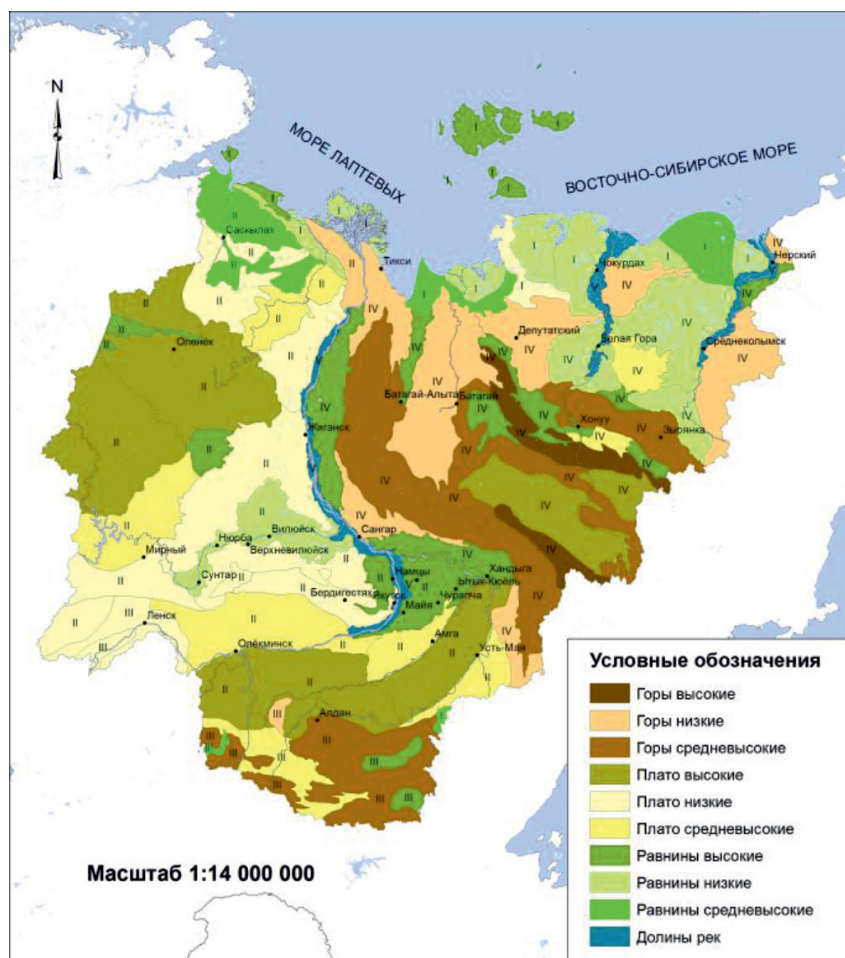 N
МОРЕ ЛАПТЕВЫХ
ВОСТОЧНО-СИБИРСКОЕ МОРЕ
Саскылах
Тикси
Чокурдах
Черский
Оленёк
Депутатский
Белая Гора
Среднеколымск
Батагай-Алыта
Батагай
Хонуу
Зырянка
Жиганск
Сангар
Вилюйск
Нюрба
Верхневилюйск
Мирный
Сунтар
Хандыга
Намцы
Ытык-Кюёль
Бердигестях
Якутск
Чурапча
Майя
Ленск
Амга
Олёкминск
Усть-Мая
Алдан
Масштаб 1:14 000 000
Условные обозначения
Горы высокие
Горы низкие
Горы средневысокие
Плато высокие
Плато низкие
Плато средневысокие
Равнины высокие
Равнины низкие
Равнины средневысокие
Долины рек